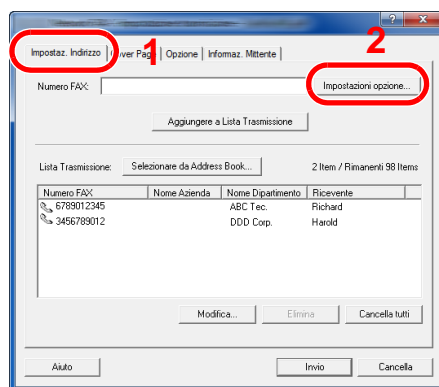 1
2
Impostaz. Indirizzo
Page
Opzione
Informaz. Mittente
Numero FAX:
Impostazioni opzione...
Aggiungere a Lista Trasmissione
Lista Trasmissione:
Selezionare da Address Book...
2 Item / Rimanenti 98 Items
Numero FAX Nome Azienda Nome Dipartimento Ricevente
6789012345 ABC Tec. Richard
3456789012 DDD Corp. Harold
Modifica... Elimina Cancella tutti
Aiuto Invio Cancella